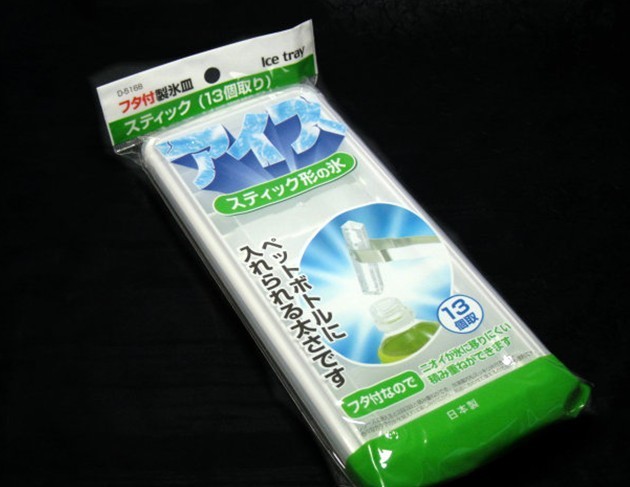 D-5168
フタ付製氷皿
Ice tray
スティック(13個取り)
アイス
スティック形の氷
ペットボトルに
入れられる太さです
13
個取
フタ付なので
ニオイが氷に移りにくい
積み重ねができます
日本製